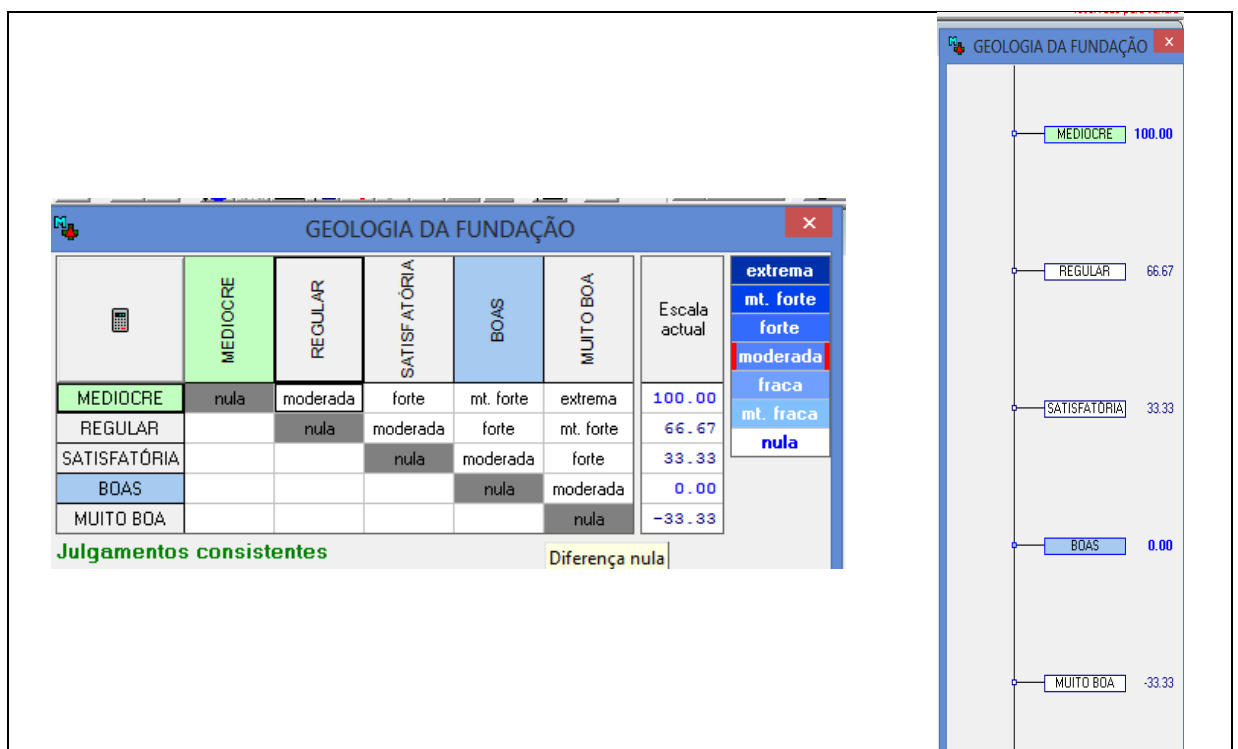 GEOLOGIA DA FUNDAÇÃO
MEDIOCRE REGULAR SATISFATÓRIA BOAS MUITO BOA Escala actual
MEDIOCRE nula moderada forte mt. forte extrema 100.00
REGULAR nula moderada forte mt. forte 66.67
SATISFATÓRIA nula moderada forte 33.33
BOAS nula moderada 0.00
MUITO BOA nula -33.33
Julgamentos consistentes
Diferença nula
extrema
mt. forte
forte
moderada
fraca
mt. fraca
nula
GEOLOGIA DA FUNDAÇÃO
MEDIOCRE 100.00
REGULAR 66.67
SATISFATÓRIA 33.33
BOAS 0.00
MUITO BOA -33.33